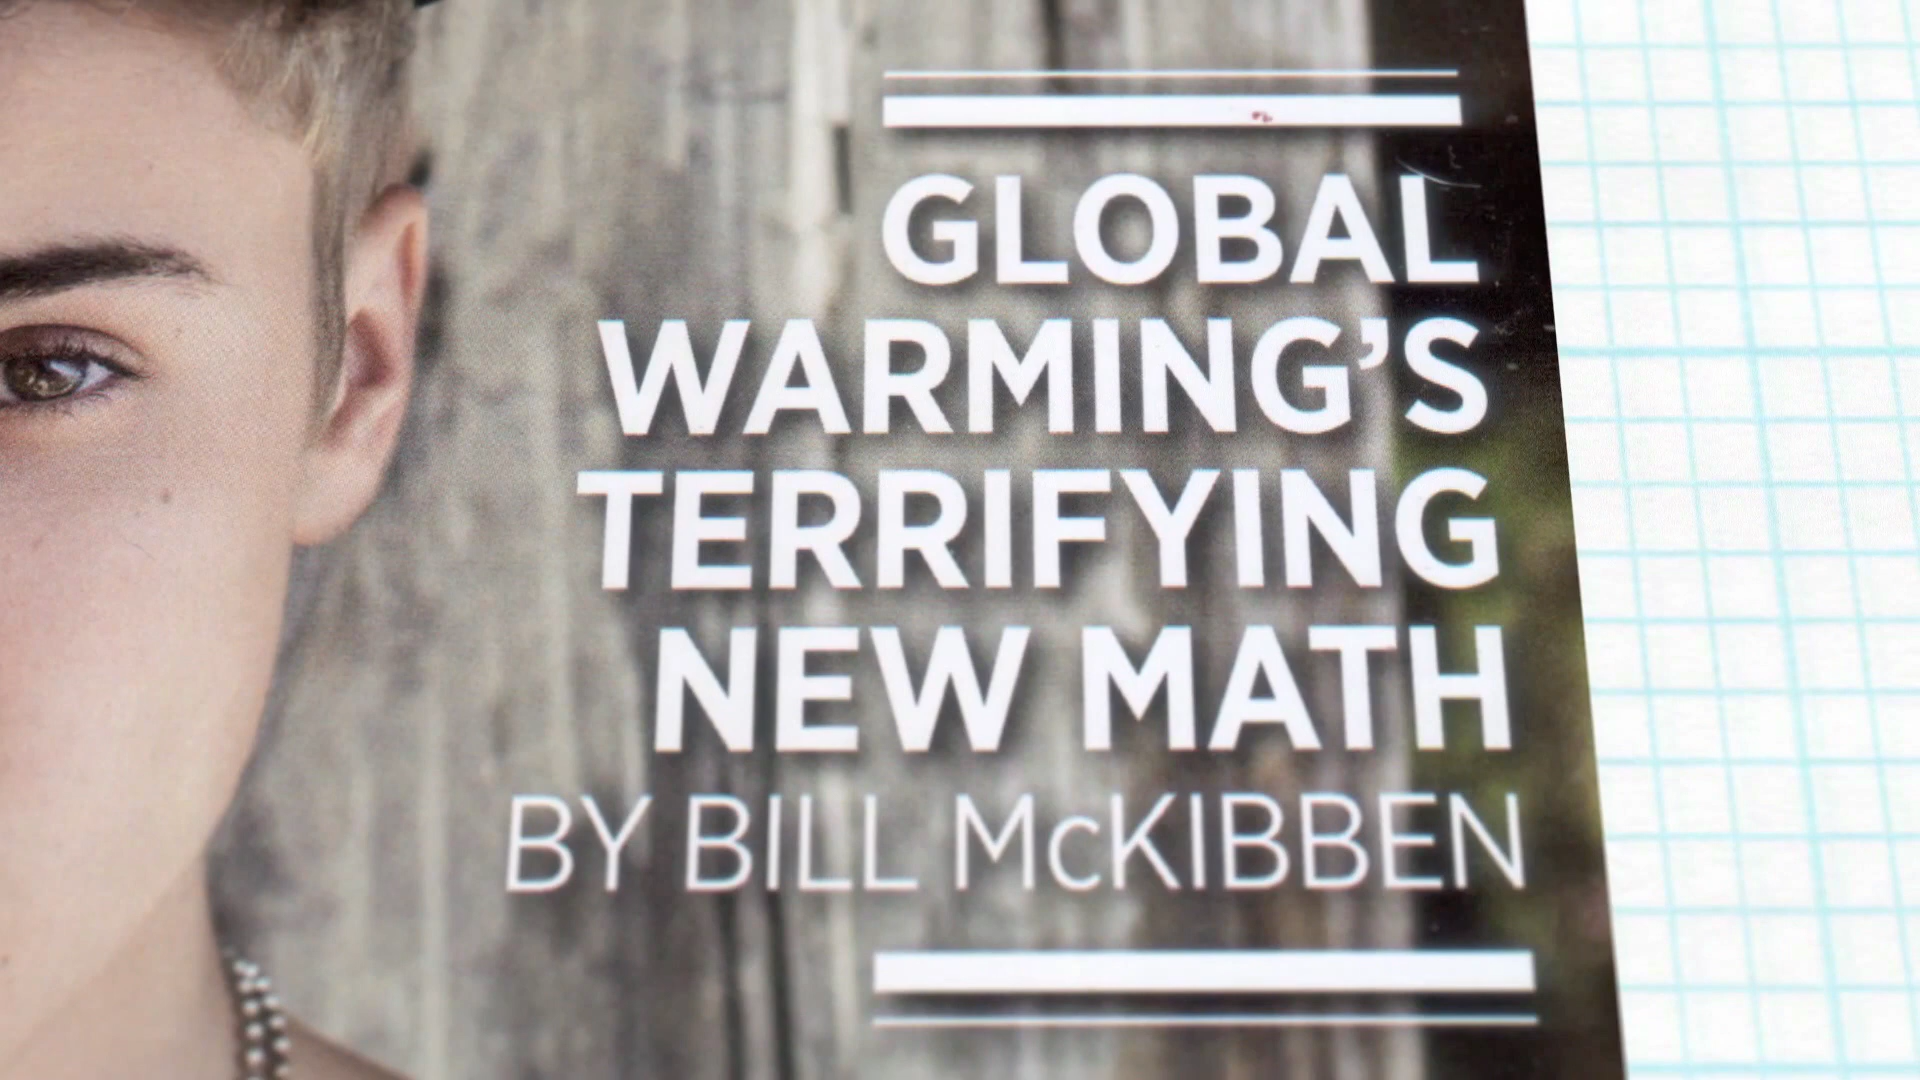 GLOBAL
WARMING'S
TERRIFYING
NEW MATH
BY BILL McKIBBEN